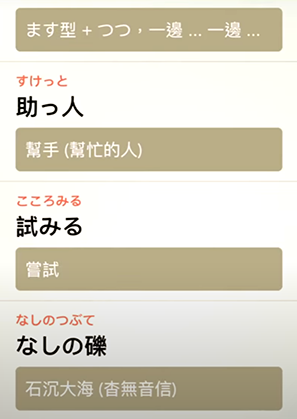 ます型 + つつ，一邊 ... 一邊 ...
すけっと
助っ人
幫手 (幫忙的人)
こころみる
試みる
嘗試
なしのつぶて
なしの礫
石沉大海 (杳無音信)